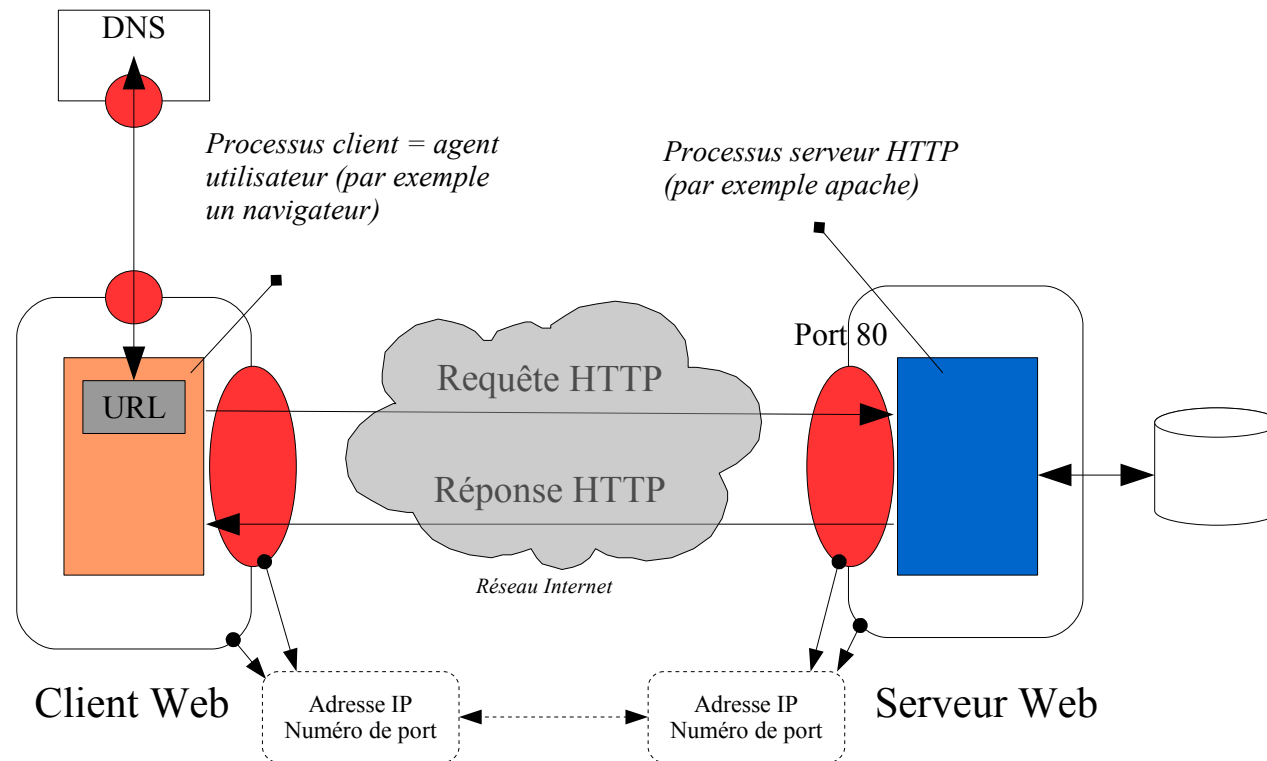 DNS
Processus client = agent
utilisateur (par exemple
un navigateur)
Processus serveur HTTP
(par exemple apache)
Port 80
URL
Requête HTTP
Réponse HTTP
Réseau Internet
Client Web
Adresse IP
Numéro de port
Adresse IP
Numéro de port
Serveur Web